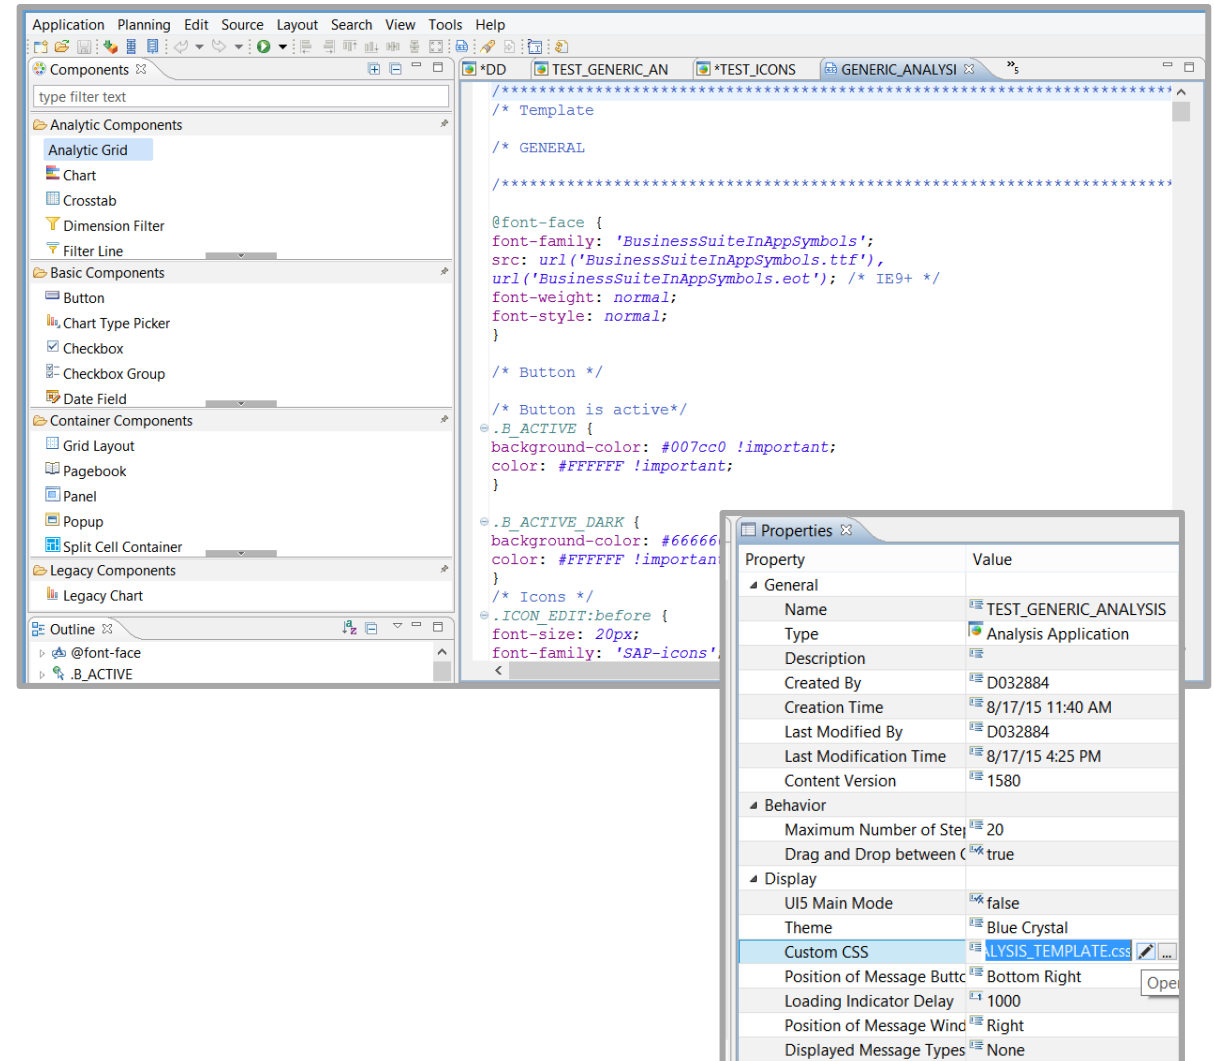 Application Planning Edit Source Layout Search View Tools Help
Components
type filter text
Analytic Components
Analytic Grid
Chart
Crosstab
Dimension Filter
Filter Line
Basic Components
Button
Chart Type Picker
Checkbox
Checkbox Group
Date Field
Container Components
Grid Layout
Pagebook
Panel
Popup
Split Cell Container
Legacy Components
Legacy Chart
Outline
@font-face
.B_ACTIVE
*DD TEST_GENERIC_AN *TEST_ICONS GENERIC_ANALYSI »5
/************************************************************************
/* Template
/* GENERAL
/************************************************************************
@font-face {
font-family: 'BusinessSuiteInAppSymbols';
src: url('BusinessSuiteInAppSymbols.ttf'),
url('BusinessSuiteInAppSymbols.eot'); /* IE9+ */
font-weight: normal;
font-style: normal;
}
/* Button */
/* Button is active*/
.B_ACTIVE {
background-color: #007cc0 !important;
color: #FFFFFF !important;
}
.B_ACTIVE_DARK {
background-color: #66666
color: #FFFFFF !importan
}
/* Icons */
.ICON_EDIT:before {
font-size: 20px;
font-family: 'SAP-icons'
Properties
Property Value
General
Name TEST_GENERIC_ANALYSIS
Type Analysis Application
Description
Created By D032884
Creation Time 8/17/15 11:40 AM
Last Modified By D032884
Last Modification Time 8/17/15 4:25 PM
Content Version 1580
Behavior
Maximum Number of Ste 20
Drag and Drop between true
Display
UI5 Main Mode false
Theme Blue Crystal
Custom CSS LYSIS_TEMPLATE.css ...
Position of Message Butto Bottom Right
Ope
Loading Indicator Delay 1000
Position of Message Wind Right
Displayed Message Types None